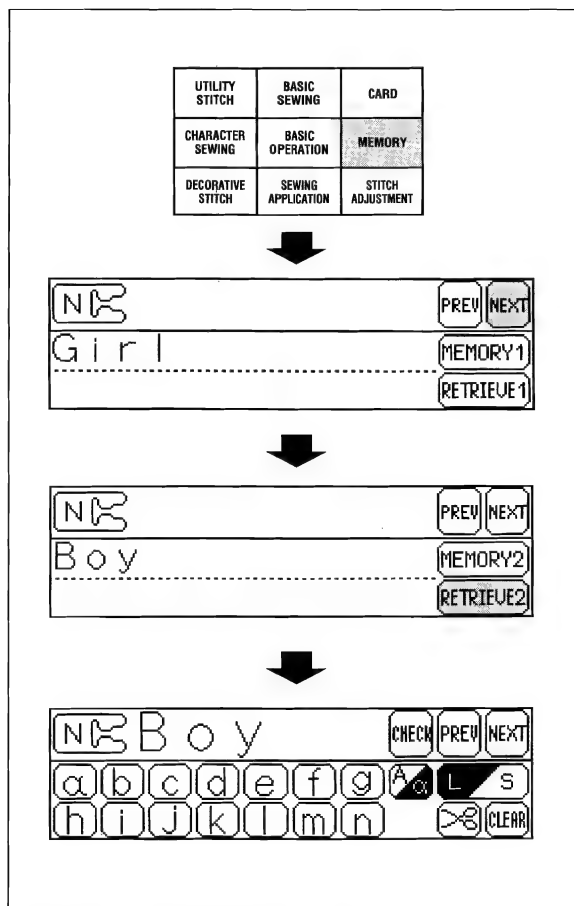 UTILITY STITCH
BASIC SEWING
CARD
CHARACTER SEWING
BASIC OPERATION
MEMORY
DECORATIVE STITCH
SEWING APPLICATION
STITCH ADJUSTMENT
N PREV NEXT
Girl MEMORY1
RETRIEVE1
N PREV NEXT
Boy MEMORY2
RETRIEVE2
N Boy CHECK PREV NEXT
a b c d e f g A a L S
h i j k l m n CLEAR